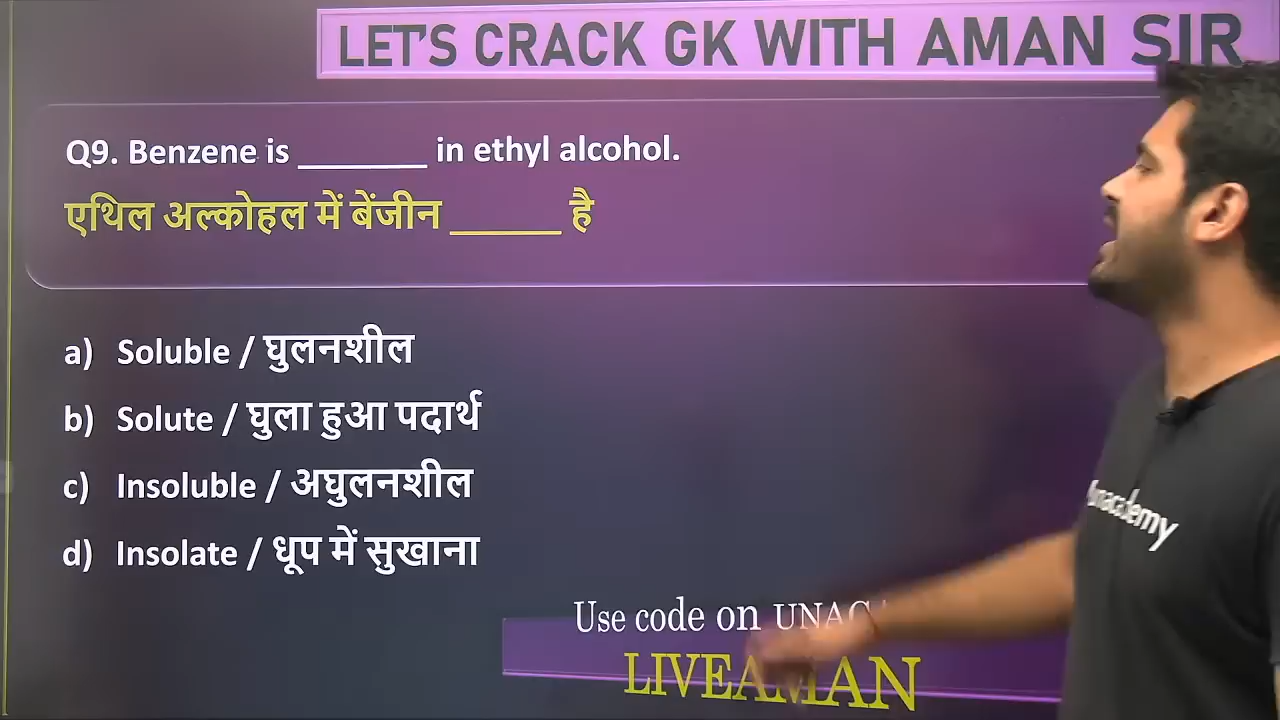 LET'S CRACK GK WITH AMAN SIR
Q9. Benzene is _______ in ethyl alcohol.
एथिल अल्कोहल में बेंजीन ______ है
a) Soluble / घुलनशील
b) Solute / घुला हुआ पदार्थ
c) Insoluble / अघुलनशील
d) Insolate / धूप में सुखाना
unacademy
Use code on
LIVEAMAN